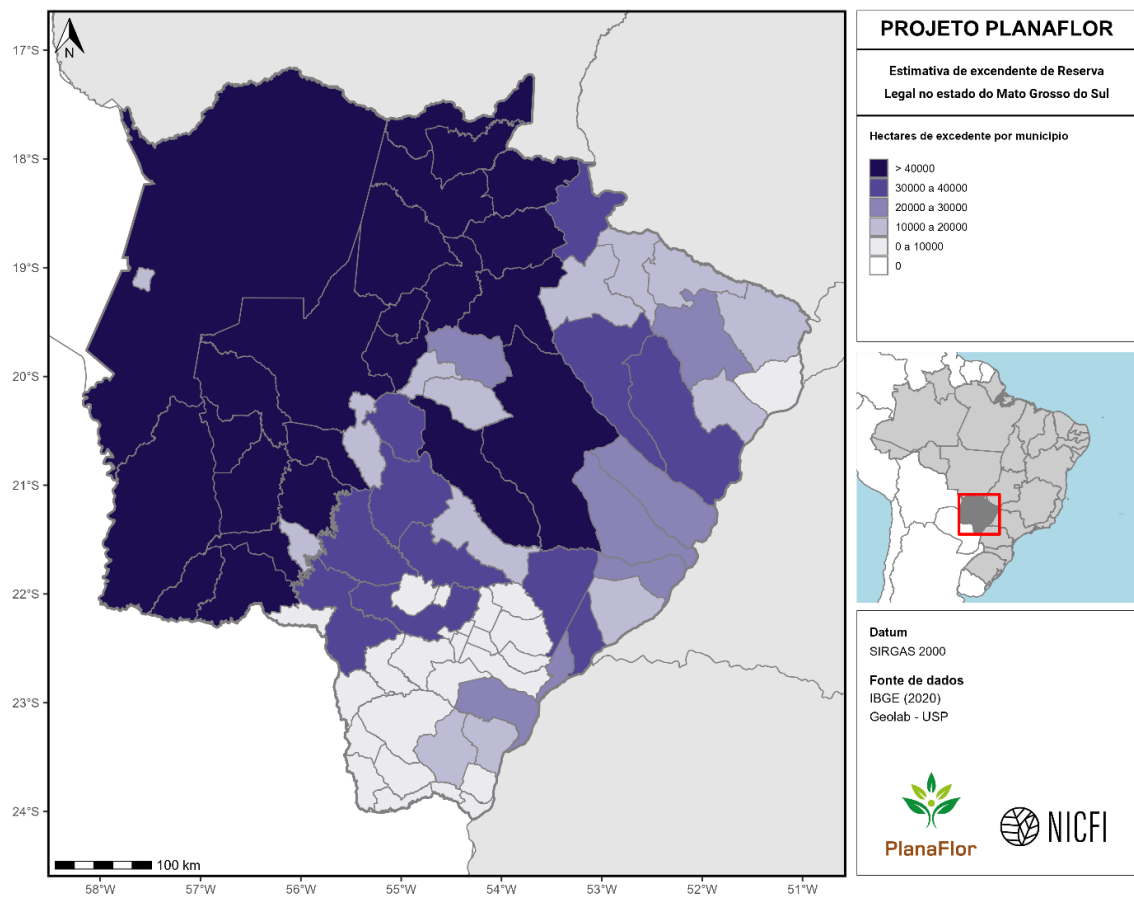 PROJETO PLANAFLOR
Estimativa de excendente de Reserva
Legal no estado do Mato Grosso do Sul
Hectares de excedente por município
> 40000
30000 a 40000
20000 a 30000
10000 a 20000
0 a 10000
0
N
17°S
18°S
19°S
20°S
21°S
22°S
23°S
24°S
100 km
58°W
57°W
56°W
55°W
54°W
53°W
52°W
51°W
Datum
SIRGAS 2000
Fonte de dados
IBGE (2020)
Geolab - USP
PlanaFlor
NICFI